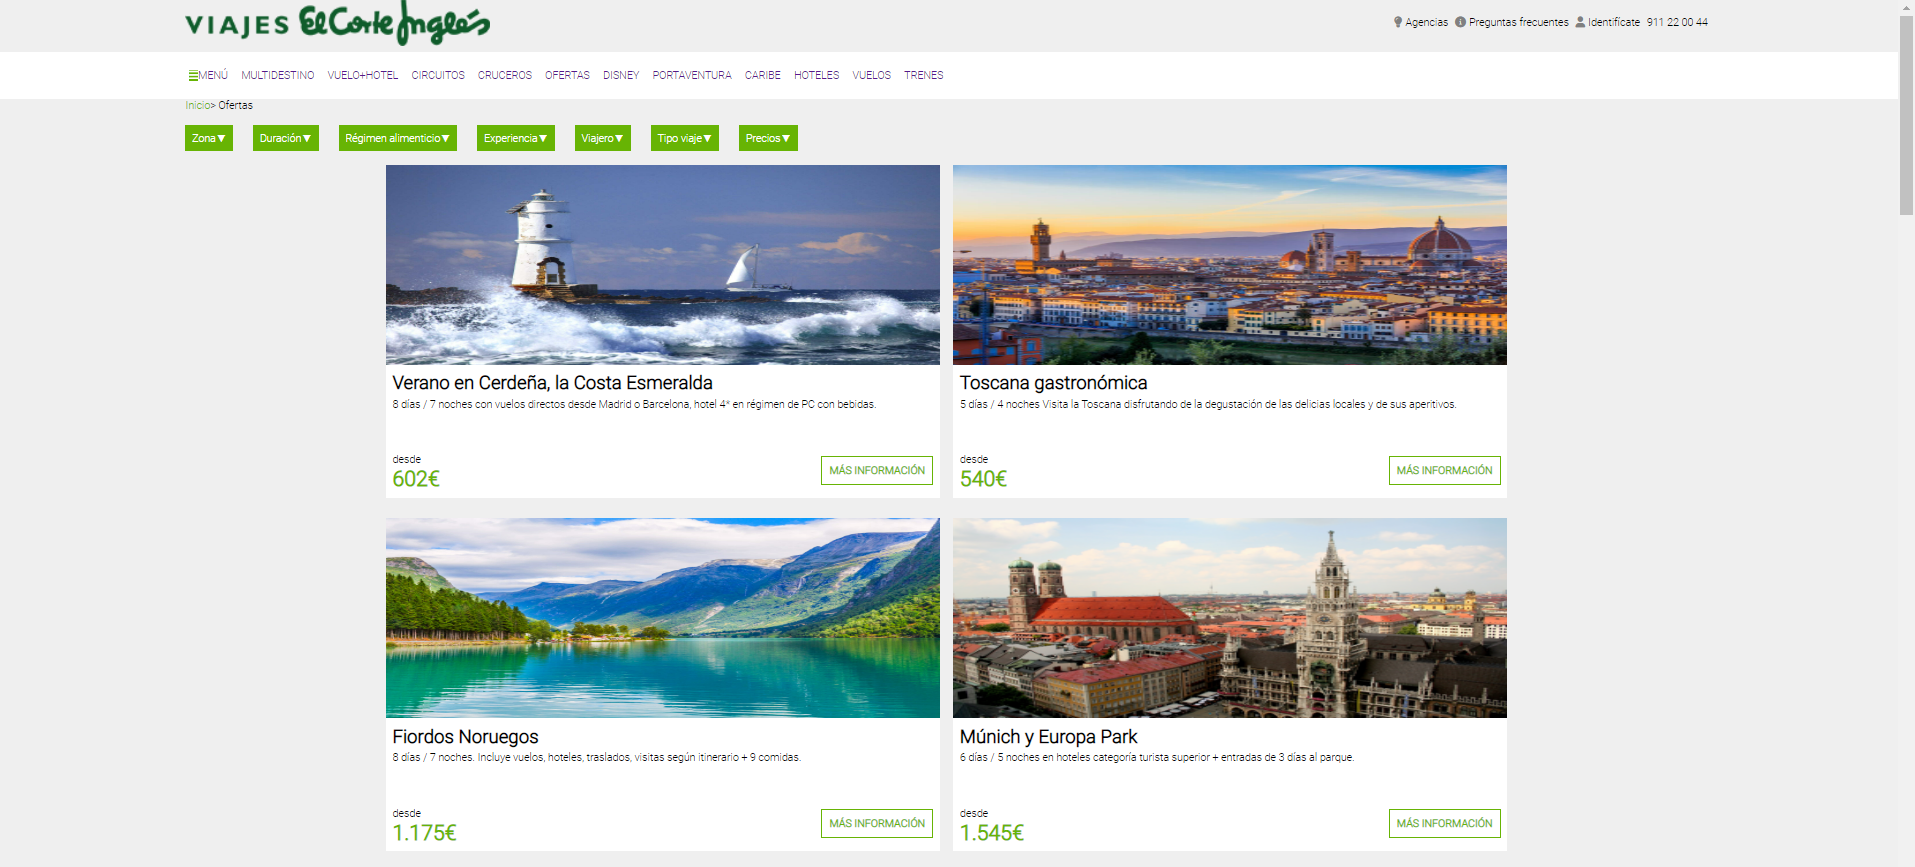 VIAJES El Corte Inglés
Agencias Preguntas frecuentes Identifícate 911 22 00 44
MENÚ MULTIDESTINO VUELO+HOTEL CIRCUITOS CRUCEROS OFERTAS DISNEY PORTAVENTURA CARIBE HOTELES VUELOS TRENES
Inicio> Ofertas
Zona▼ Duración▼ Régimen alimenticio▼ Experiencia▼ Viajero▼ Tipo viaje▼ Precios▼
Verano en Cerdeña, la Costa Esmeralda
8 días / 7 noches con vuelos directos desde Madrid o Barcelona, hotel 4* en régimen de PC con bebidas.
desde
602€
MÁS INFORMACIÓN
Toscana gastronómica
5 días / 4 noches Visita la Toscana disfrutando de la degustación de las delicias locales y de sus aperitivos.
desde
540€
MÁS INFORMACIÓN
Fiordos Noruegos
8 días / 7 noches. Incluye vuelos, hoteles, traslados, visitas según itinerario + 9 comidas.
desde
1.175€
MÁS INFORMACIÓN
Múnich y Europa Park
6 días / 5 noches en hoteles categoría turista superior + entradas de 3 días al parque.
desde
1.545€
MÁS INFORMACIÓN